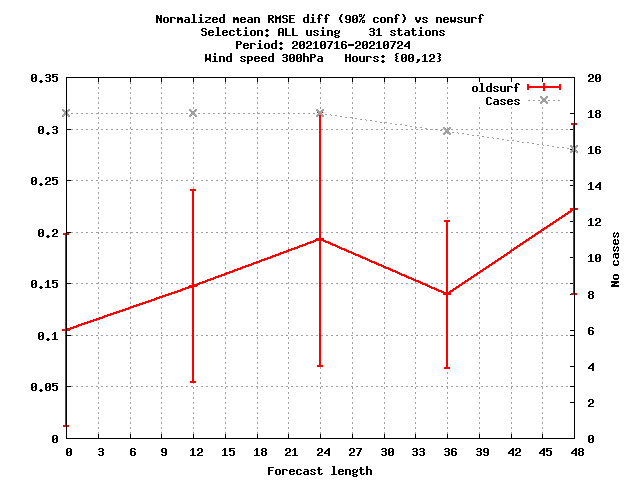 Normalized mean RMSE diff (90% conf) vs newsurf
Selection: ALL using    31 stations
Period: 20210716-20210724
Wind speed 300hPa   Hours: {00,12}
oldsurf
Cases
0.35
0.3
0.25
0.2
0.15
0.1
0.05
0
20
18
16
14
12
10
8
6
4
2
0
No cases
0 3 6 9 12 15 18 21 24 27 30 33 36 39 42 45 48
Forecast length